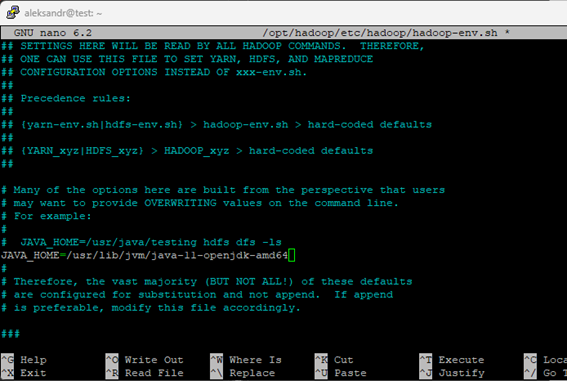 aleksandr@test: ~
GNU nano 6.2 /opt/hadoop/etc/hadoop/hadoop-env.sh *
## SETTINGS HERE WILL BE READ BY ALL HADOOP COMMANDS.  THEREFORE,
## ONE CAN USE THIS FILE TO SET YARN, HDFS, AND MAPREDUCE
## CONFIGURATION OPTIONS INSTEAD OF xxx-env.sh.
##
## Precedence rules:
##
## {yarn-env.sh|hdfs-env.sh} > hadoop-env.sh > hard-coded defaults
##
## {YARN_xyz|HDFS_xyz} > HADOOP_xyz > hard-coded defaults
##
# Many of the options here are built from the perspective that users
# may want to provide OVERWRITING values on the command line.
# For example:
#
#  JAVA_HOME=/usr/java/testing hdfs dfs -ls
JAVA_HOME=/usr/lib/jvm/java-11-openjdk-amd64
#
# Therefore, the vast majority (BUT NOT ALL!) of these defaults
# are configured for substitution and not append.  If append
# is preferable, modify this file accordingly.
###
^G Help ^O Write Out ^W Where Is ^K Cut ^T Execute ^C Loca
^X Exit ^R Read File ^\ Replace ^U Paste ^J Justify ^/ Go T